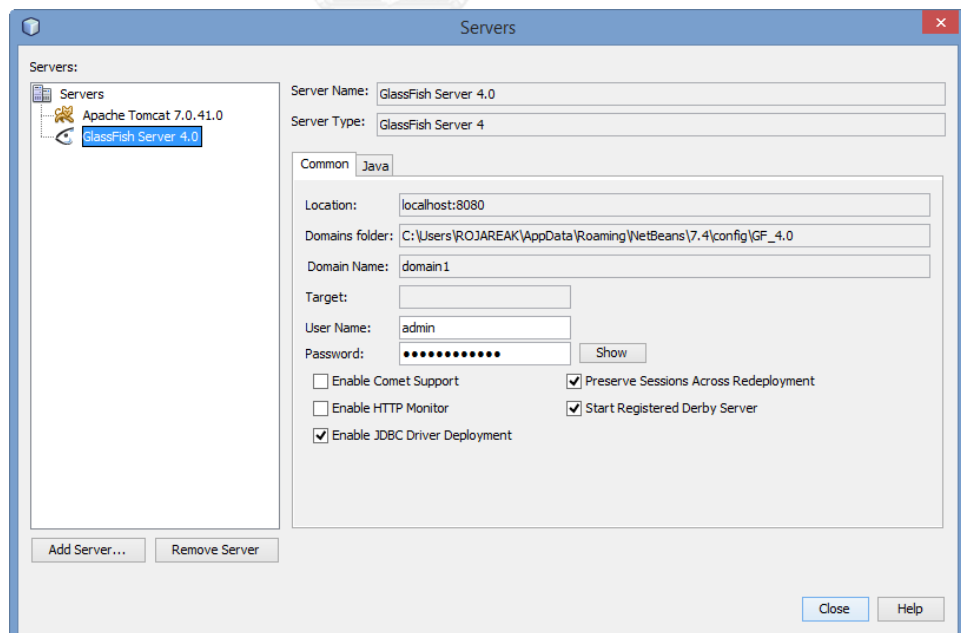 Servers
Servers:
Servers
Apache Tomcat 7.0.41.0
GlassFish Server 4.0
Server Name: GlassFish Server 4.0
Server Type: GlassFish Server 4
Common Java
Location: localhost:8080
Domains folder: C:\Users\ROJAREAK\AppData\Roaming\NetBeans\7.4\config\GF_4.0
Domain Name: domain1
Target:
User Name: admin
Password: ●●●●●●●●●●●● Show
Enable Comet Support Preserve Sessions Across Redeployment
Enable HTTP Monitor Start Registered Derby Server
Enable JDBC Driver Deployment
Add Server... Remove Server
Close Help